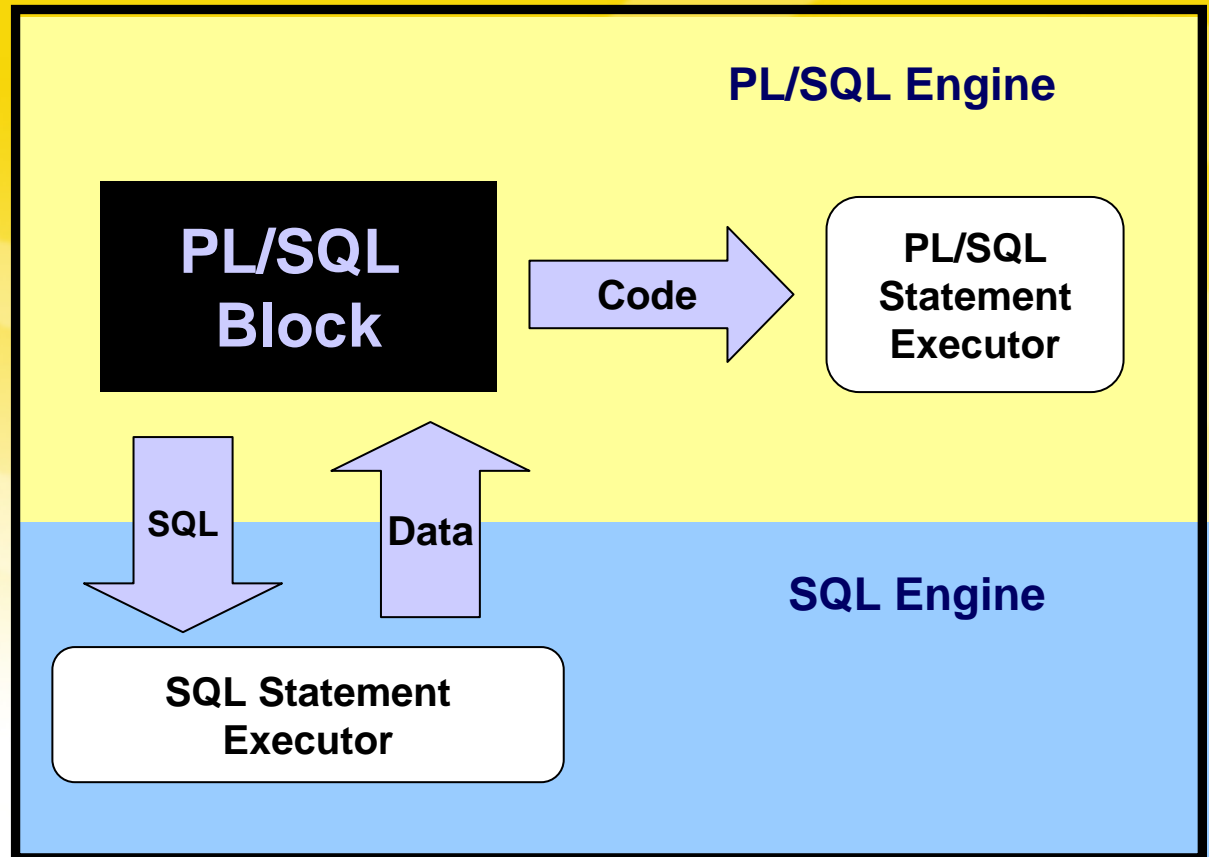 PL/SQL Engine
PL/SQL
Block
Code
PL/SQL
Statement
Executor
SQL
Data
SQL Engine
SQL Statement
Executor